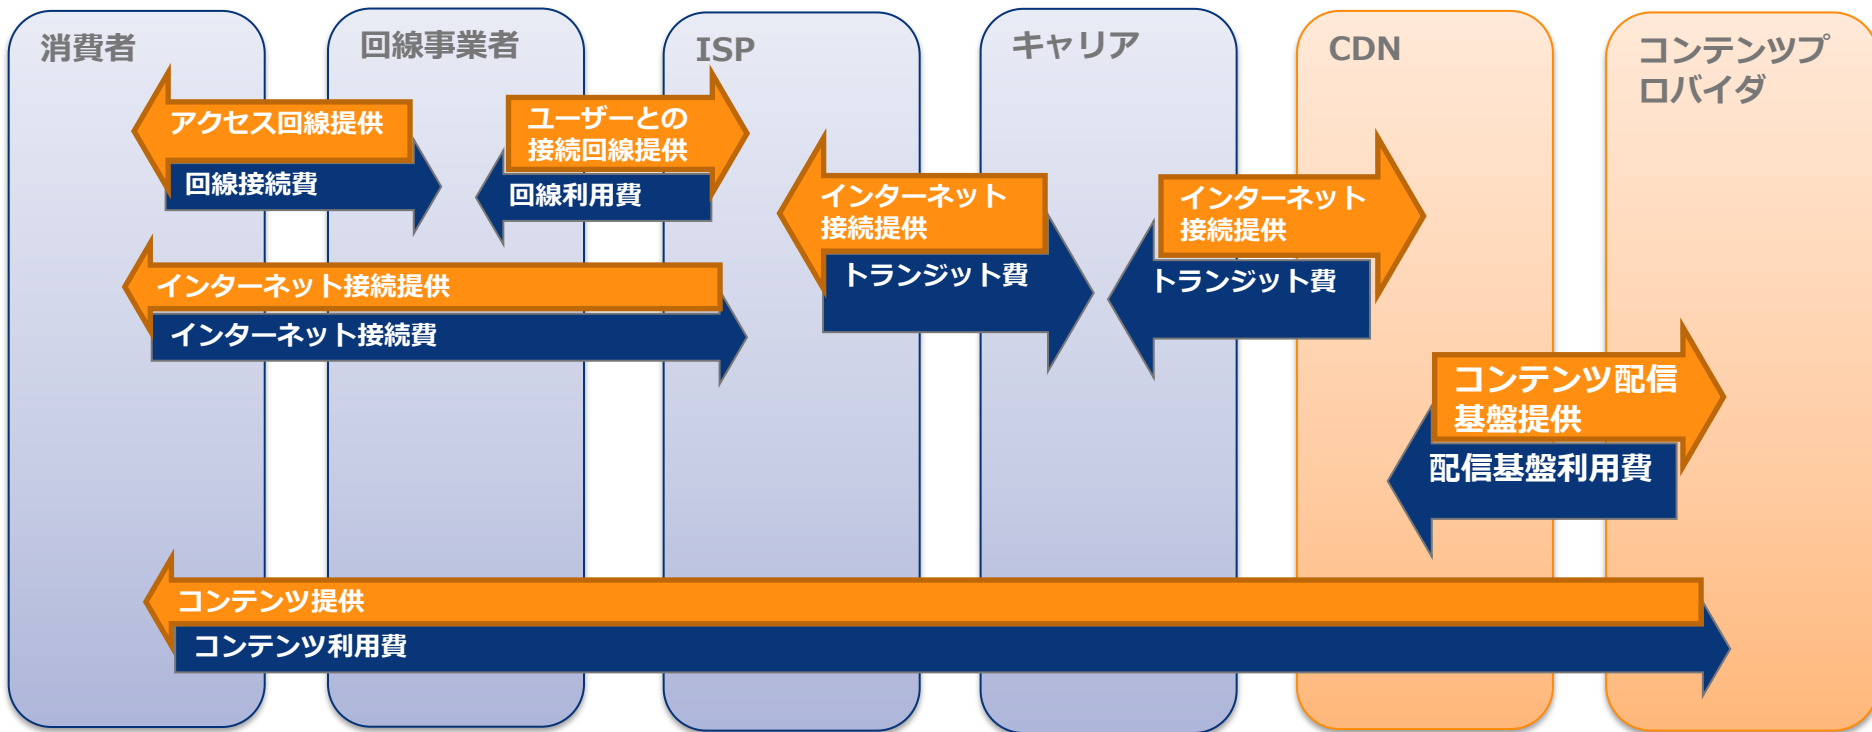 消費者
回線事業者
ISP
キャリア
CDN
コンテンツプ
ロバイダ
アクセス回線提供
回線接続費
ユーザーとの
接続回線提供
回線利用費
インターネット
接続提供
トランジット費
インターネット
接続提供
トランジット費
インターネット接続提供
インターネット接続費
コンテンツ配信
基盤提供
配信基盤利用費
コンテンツ提供
コンテンツ利用費